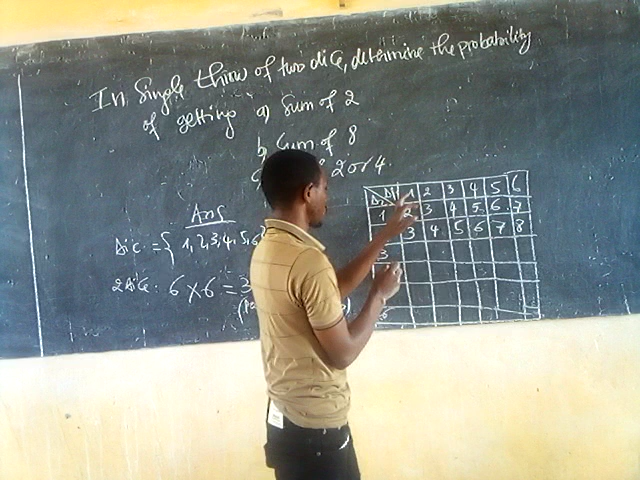 In Single throw of two dice, determine the probability
of getting a) Sum of 2
b, Sum of 8
2 or 4.
Ans
Dic = { 1, 2, 3, 4, 5, 6
2 Dice: 6 x 6 = 3
1 2 3 4 5 6
1 2 3 4 5 6 7
3 4 5 6 7 8
3